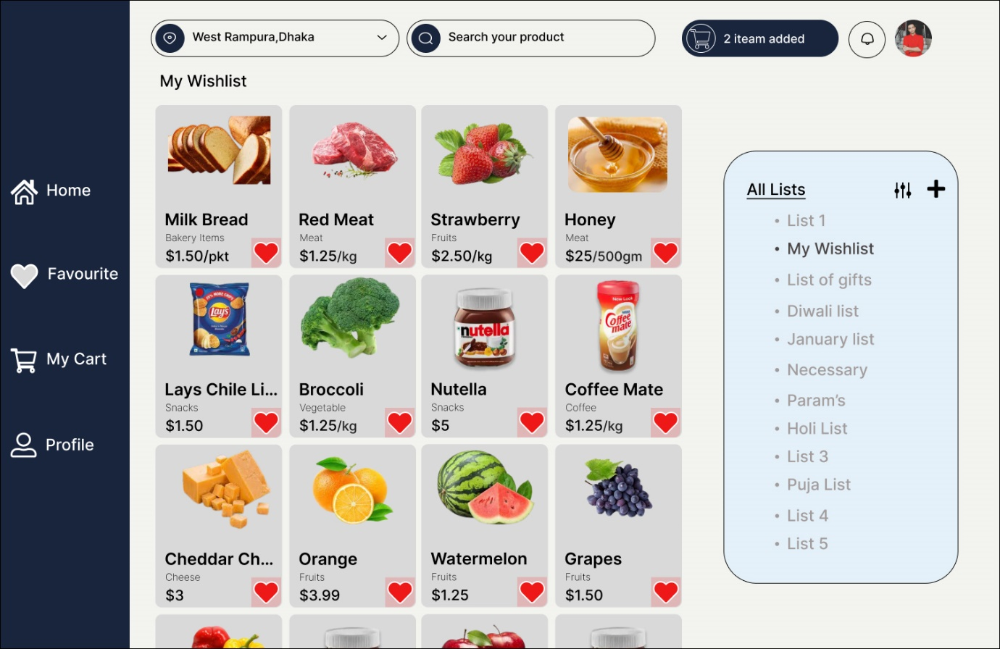 West Rampura,Dhaka
Search your product
2 iteam added
My Wishlist
Home
Favourite
My Cart
Profile
Milk Bread
Bakery Items
$1.50/pkt
Red Meat
Meat
$1.25/kg
Strawberry
Fruits
$2.50/kg
Honey
Meat
$25/500gm
Lays
Lays Chile Li...
Snacks
$1.50
Broccoli
Vegetable
$1.25/kg
nutella
Nutella
Snacks
$5
New Look
Coffee
mate
Coffee Mate
Coffee
$1.25/kg
Cheddar Ch...
Cheese
$3
Orange
Fruits
$3.99
Watermelon
Fruits
$1.25
Grapes
Fruits
$1.50
All Lists
• List 1
• My Wishlist
• List of gifts
• Diwali list
• January list
• Necessary
• Param’s
• Holi List
• List 3
• Puja List
• List 4
• List 5